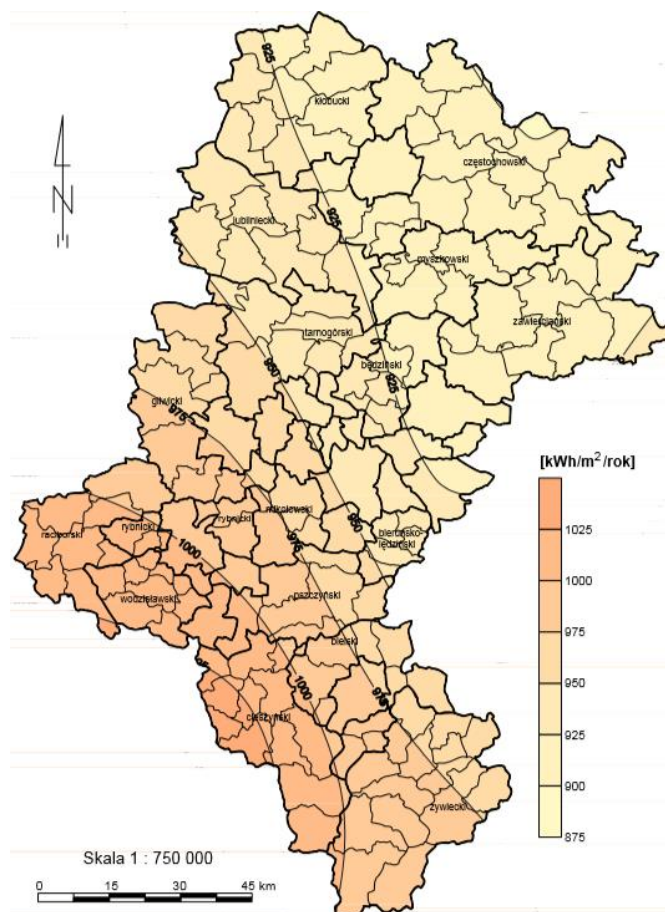 925
kłobucki
częstochowski
lubliniecki
925
myszkowski
zawierciański
tarnogórski
950
będziński
925
gliwicki
975
[kWh/m²/rok]
1025
1000
975
950
925
900
875
mikołowski
rybnicki
rybnicki
raciborski
950
975
1000
bieruńsko-
lędziński
wodzisławski
pszczyński
bielski
1000
975
cieszyński
żywiecki
Skala 1 : 750 000
0 15 30 45 km
N